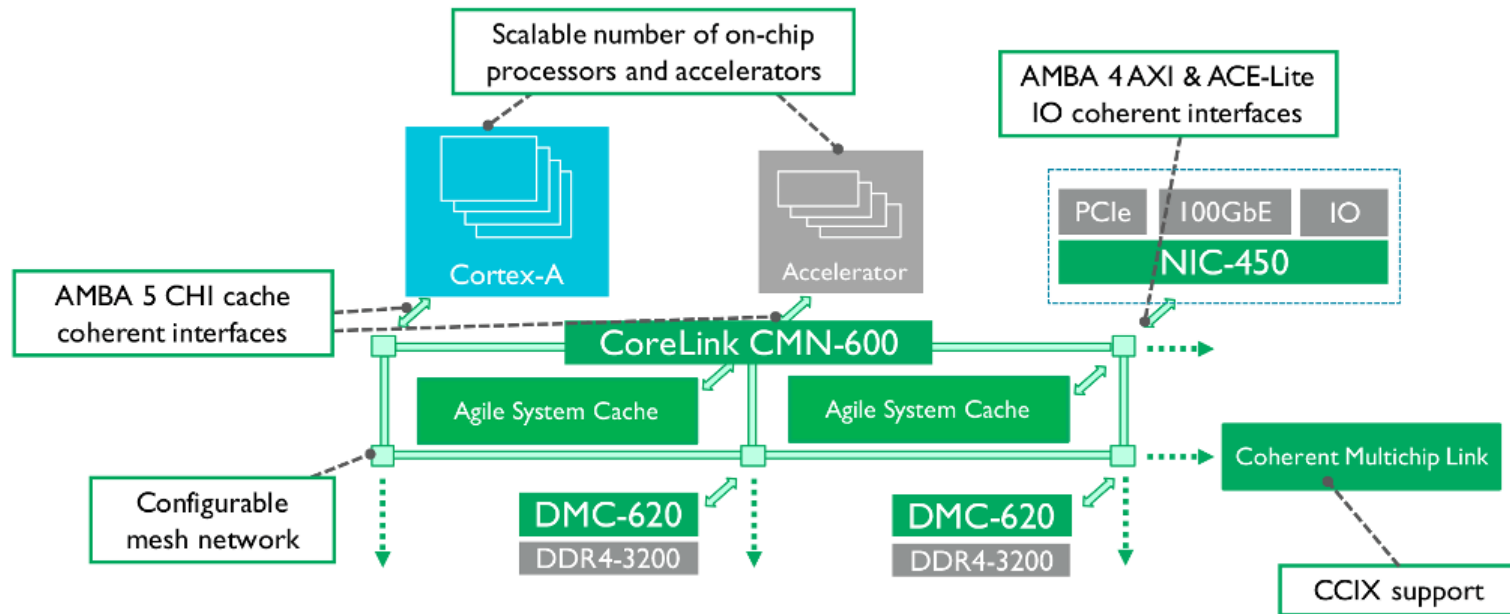 Scalable number of on-chip
processors and accelerators
AMBA 4 AXI & ACE-Lite
IO coherent interfaces
PCIe
100GbE
IO
NIC-450
Cortex-A
Accelerator
AMBA 5 CHI cache
coherent interfaces
CoreLink CMN-600
Agile System Cache
Agile System Cache
Coherent Multichip Link
Configurable
mesh network
DMC-620
DDR4-3200
DMC-620
DDR4-3200
CCIX support